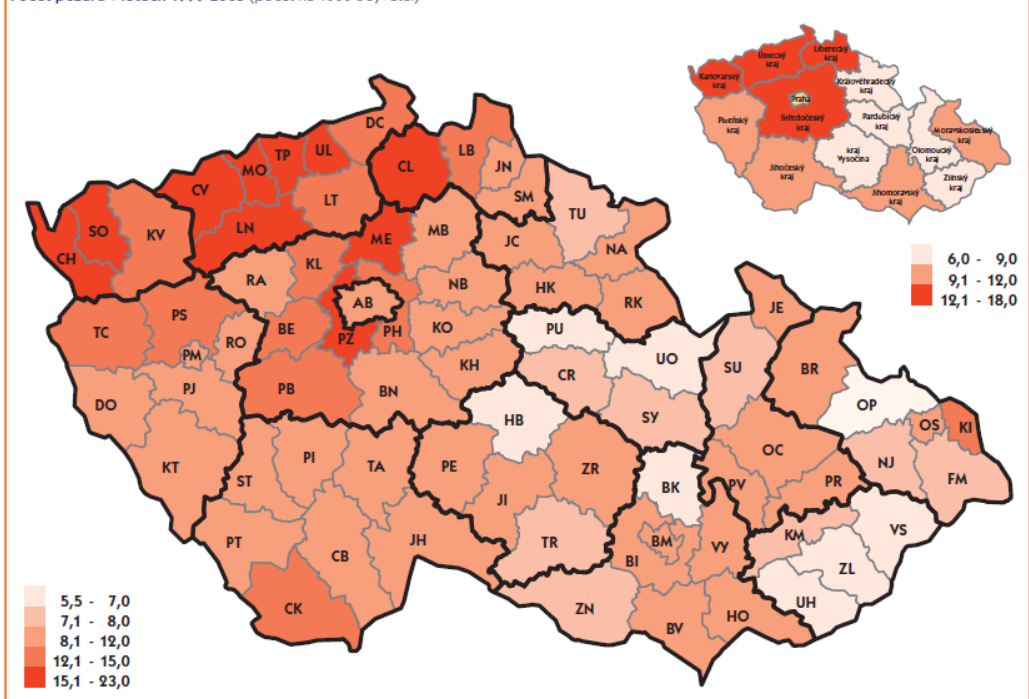 Karlovarský
kraj
Ústecký
kraj
Liberecký
kraj
Královéhradecký
kraj
Praha
Středočeský
kraj
Plzeňský
kraj
Pardubický
kraj
Moravskoslezský
kraj
Olomoucký
kraj
kraj
Vysočina
Jihočeský
kraj
Jihomoravský
kraj
Zlínský
kraj
6,0 - 9,0
9,1 - 12,0
12,1 - 18,0
DC
UL
TP
MO
CV
LT
LN
CL
LB
JN
SM
TU
SO
KV
CH
ME
MB
JC
NA
KL
RA
AB
NB
HK
RK
JE
TC
PS
RO
PM
BE
PZ
PH
KO
PU
UO
SU
BR
PJ
DO
PB
BN
KH
CR
SY
OP
OS
KI
HB
KT
ST
PI
TA
PE
JI
ZR
BK
OC
PV
PR
NJ
FM
PT
CB
JH
TR
BM
BI
VY
KM
VS
ZL
CK
ZN
BV
HO
UH
5,5 - 7,0
7,1 - 8,0
8,1 - 12,0
12,1 - 15,0
15,1 - 23,0